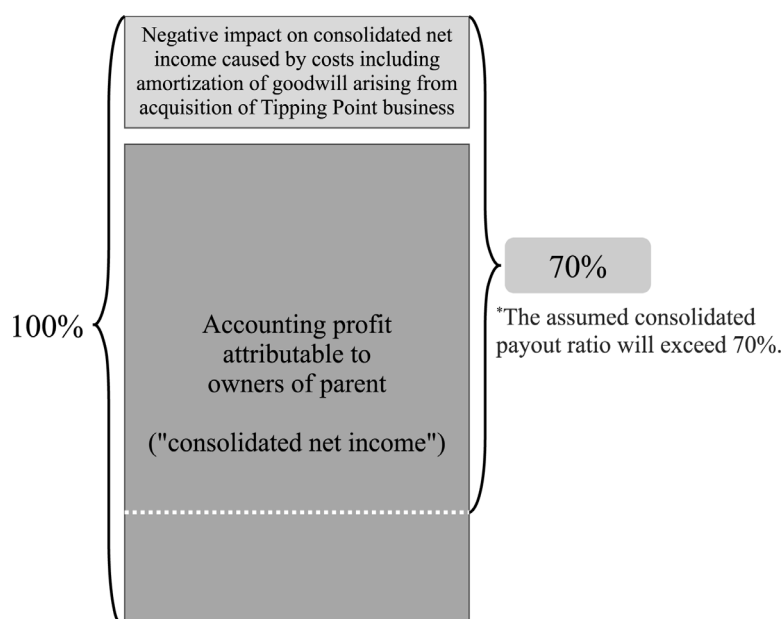 Negative impact on consolidated net
income caused by costs including
amortization of goodwill arising from
acquisition of Tipping Point business
70%
*The assumed consolidated
payout ratio will exceed 70%.
100%
Accounting profit
attributable to
owners of parent
("consolidated net income")